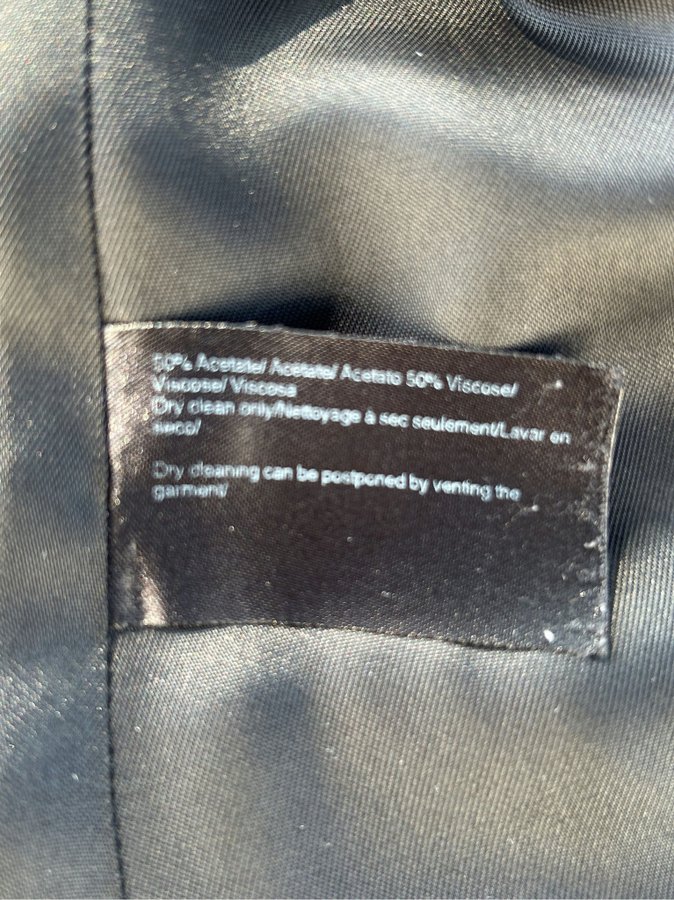 50% Acetate/ Acetate/ Acetato 50% Viscose/
Viscose/ Viscosa
Dry clean only/Nettoyage à sec seulement/Lavar en
seco/
Dry cleaning can be postponed by venting the
garment/